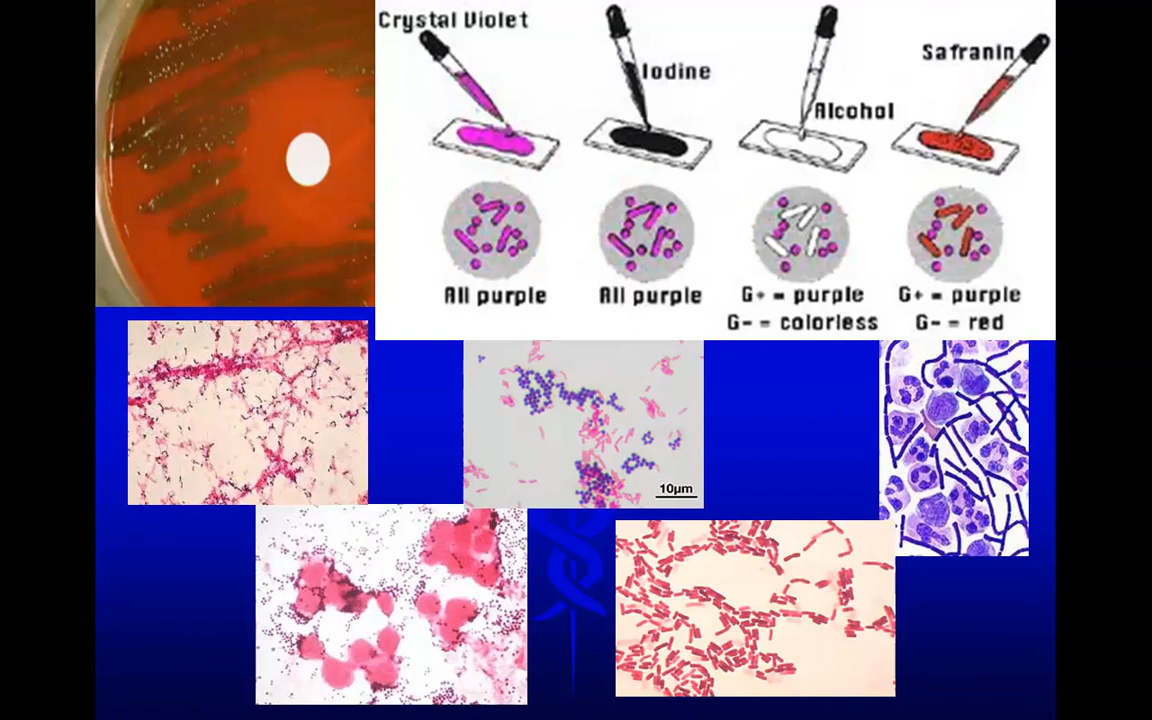 Crystal Violet
Iodine
Alcohol
Safranin
All purple
All purple
G+ = purple
G- = colorless
G+ = purple
G- = red
10µm